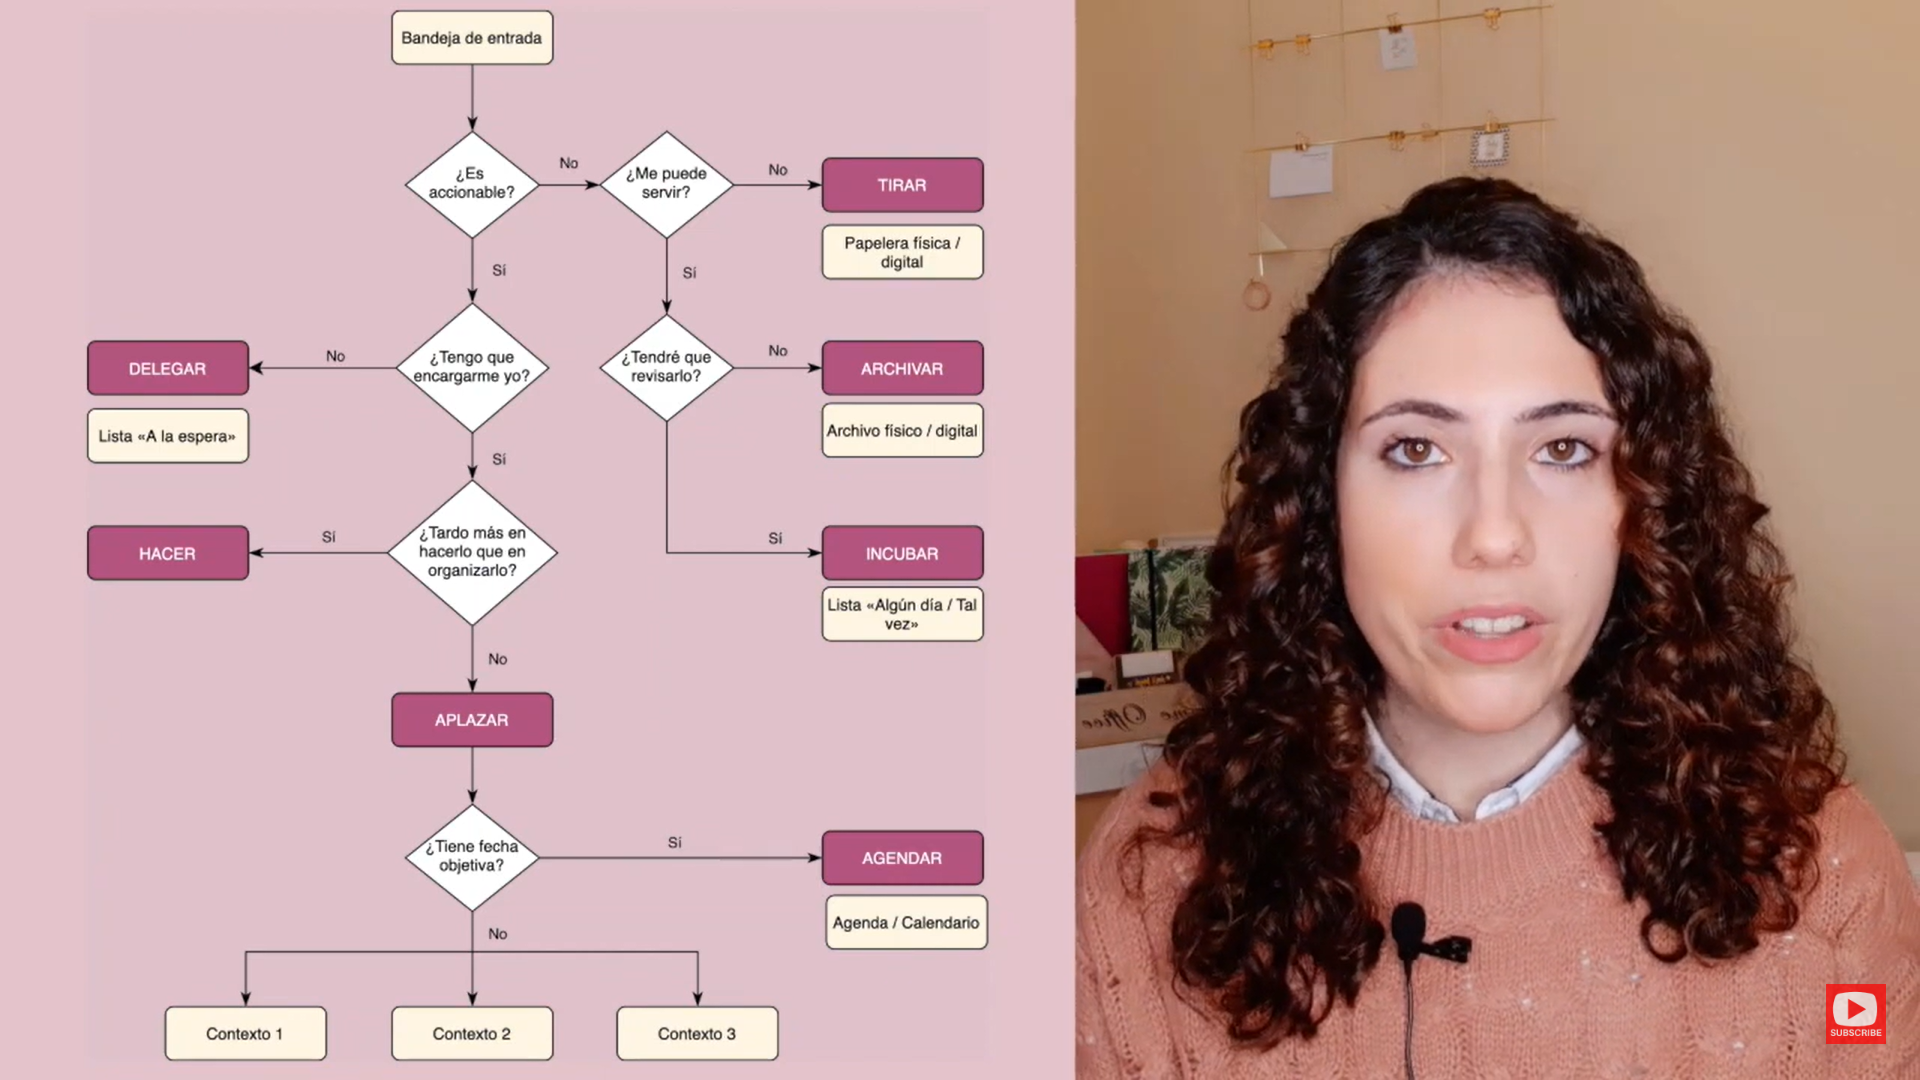 Bandeja de entrada
¿Es
accionable?
No
¿Me puede
servir?
No
TIRAR
Papelera física /
digital
Sí
Sí
DELEGAR
No
¿Tengo que
encargarme yo?
¿Tendré que
revisarlo?
No
ARCHIVAR
Lista «A la espera»
Archivo físico / digital
Sí
HACER
Sí
¿Tardo más en
hacerlo que en
organizarlo?
Sí
INCUBAR
Lista «Algún día / Tal
vez»
No
APLAZAR
¿Tiene fecha
objetiva?
Sí
AGENDAR
Agenda / Calendario
No
Contexto 1
Contexto 2
Contexto 3
Office
SUBSCRIBE